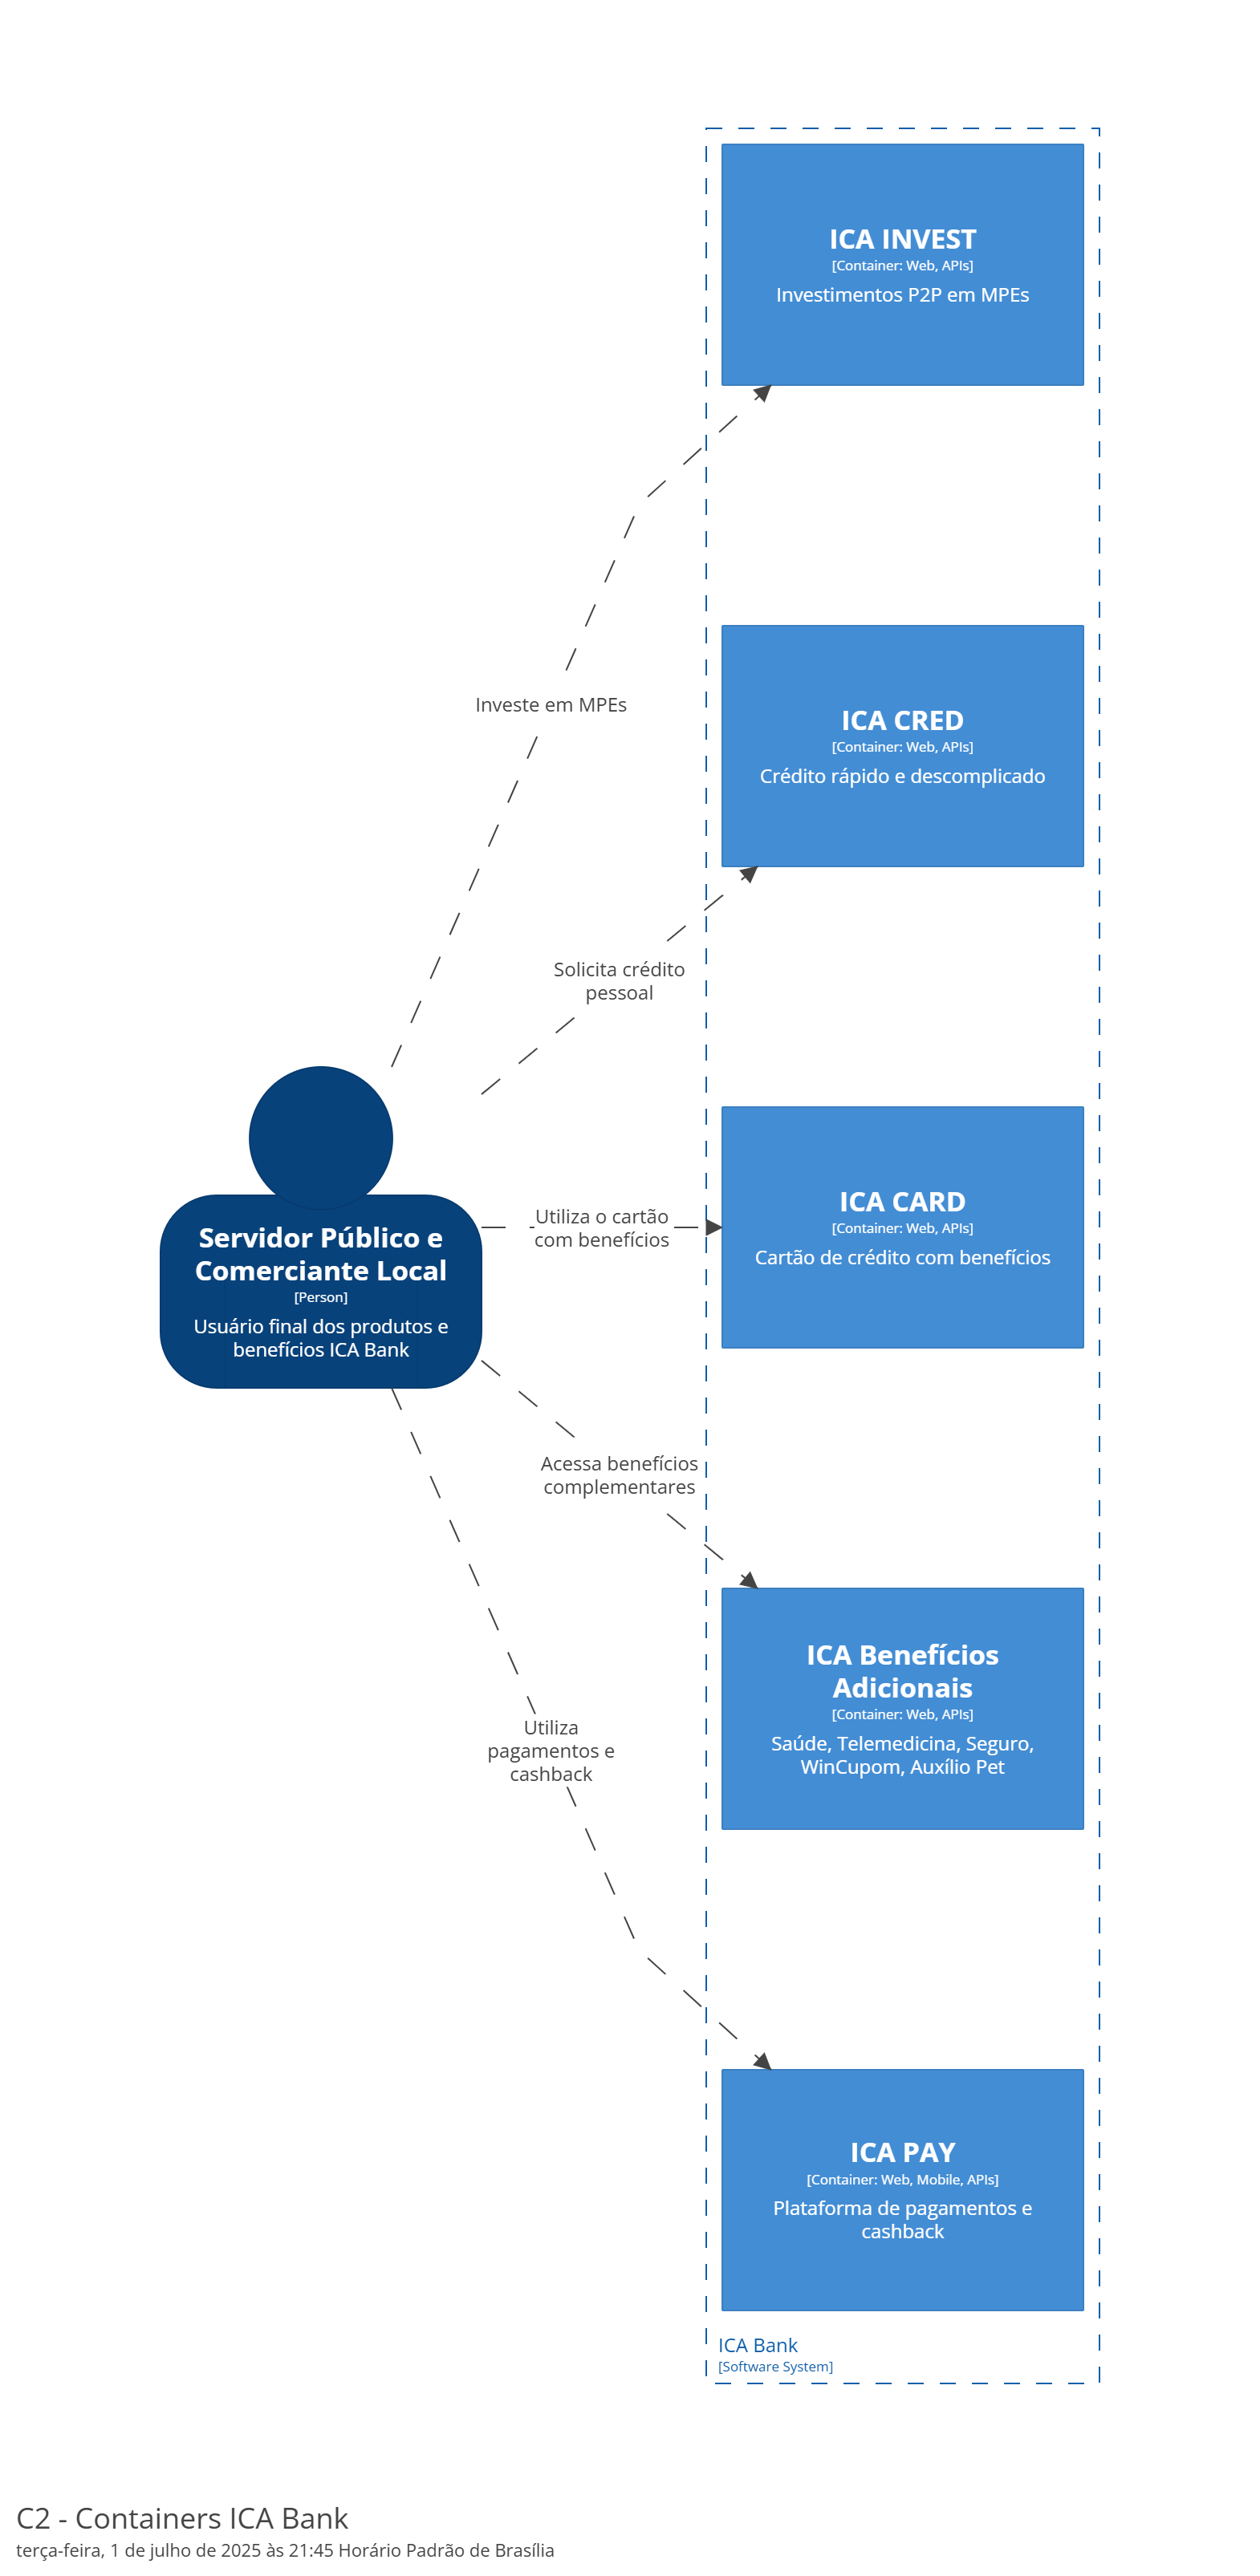 ICA INVEST
[Container: Web, APIs]
Investimentos P2P em MPEs
Investe em MPEs
ICA CRED
[Container: Web, APIs]
Crédito rápido e descomplicado
Solicita crédito
pessoal
Servidor Público e
Comerciante Local
[Person]
Usuário final dos produtos e
benefícios ICA Bank
Utiliza o cartão
com benefícios
ICA CARD
[Container: Web, APIs]
Cartão de crédito com benefícios
Acessa benefícios
complementares
ICA Benefícios
Adicionais
[Container: Web, APIs]
Saúde, Telemedicina, Seguro,
WinCupom, Auxílio Pet
Utiliza
pagamentos e
cashback
ICA PAY
[Container: Web, Mobile, APIs]
Plataforma de pagamentos e
cashback
ICA Bank
[Software System]
C2 - Containers ICA Bank
terça-feira, 1 de julho de 2025 às 21:45 Horário Padrão de Brasília